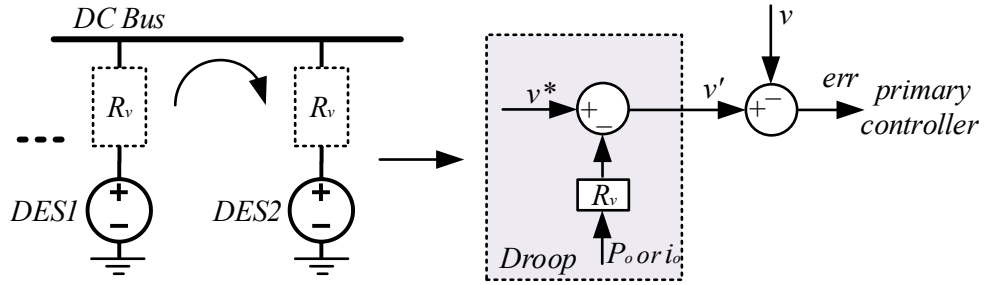 DC Bus
R_v
R_v
DES1
DES2
+
−
+
−
v*
+
−
v'
v
+
−
err
primary
controller
R_v
P_o or i_o
Droop